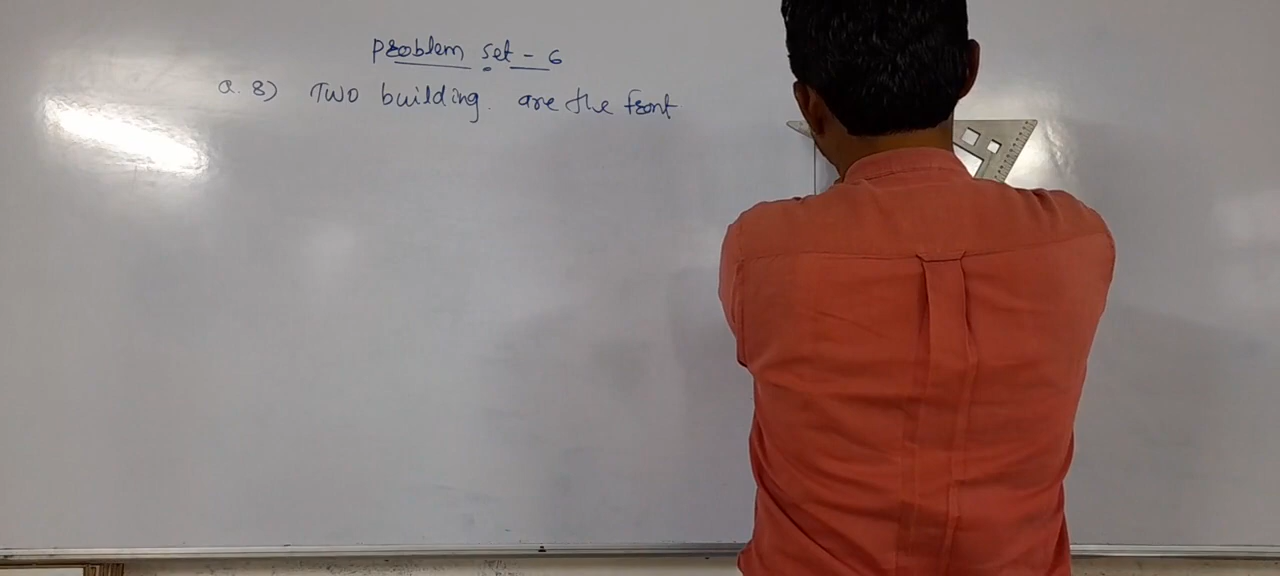 Problem set - 6
Q. 8) Two building. are the front